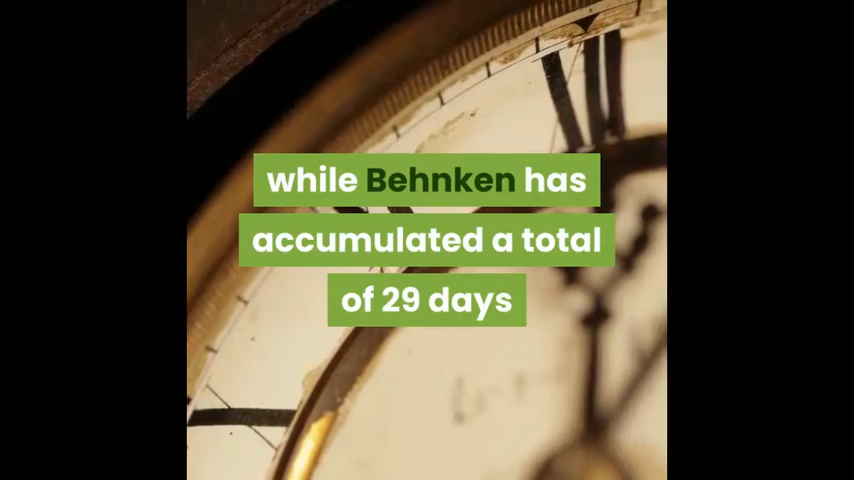 while Behnken has
accumulated a total
of 29 days